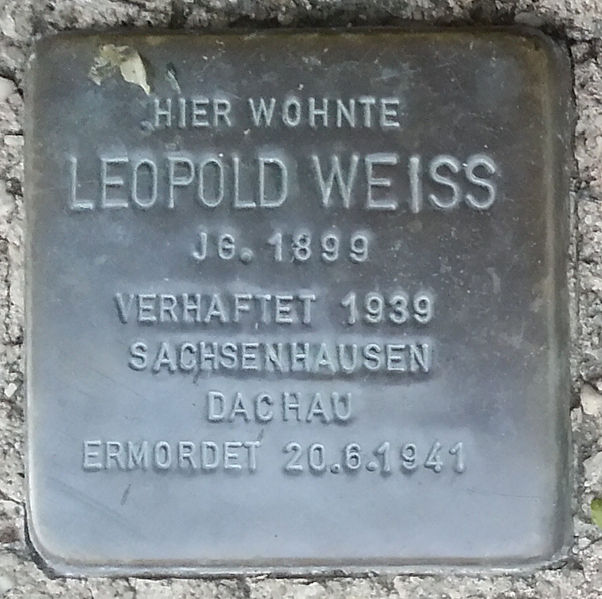 HIER WOHNTE
LEOPOLD WEISS
JG. 1899
VERHAFTET 1939
SACHSENHAUSEN
DACHAU
ERMORDET 20.6.1941